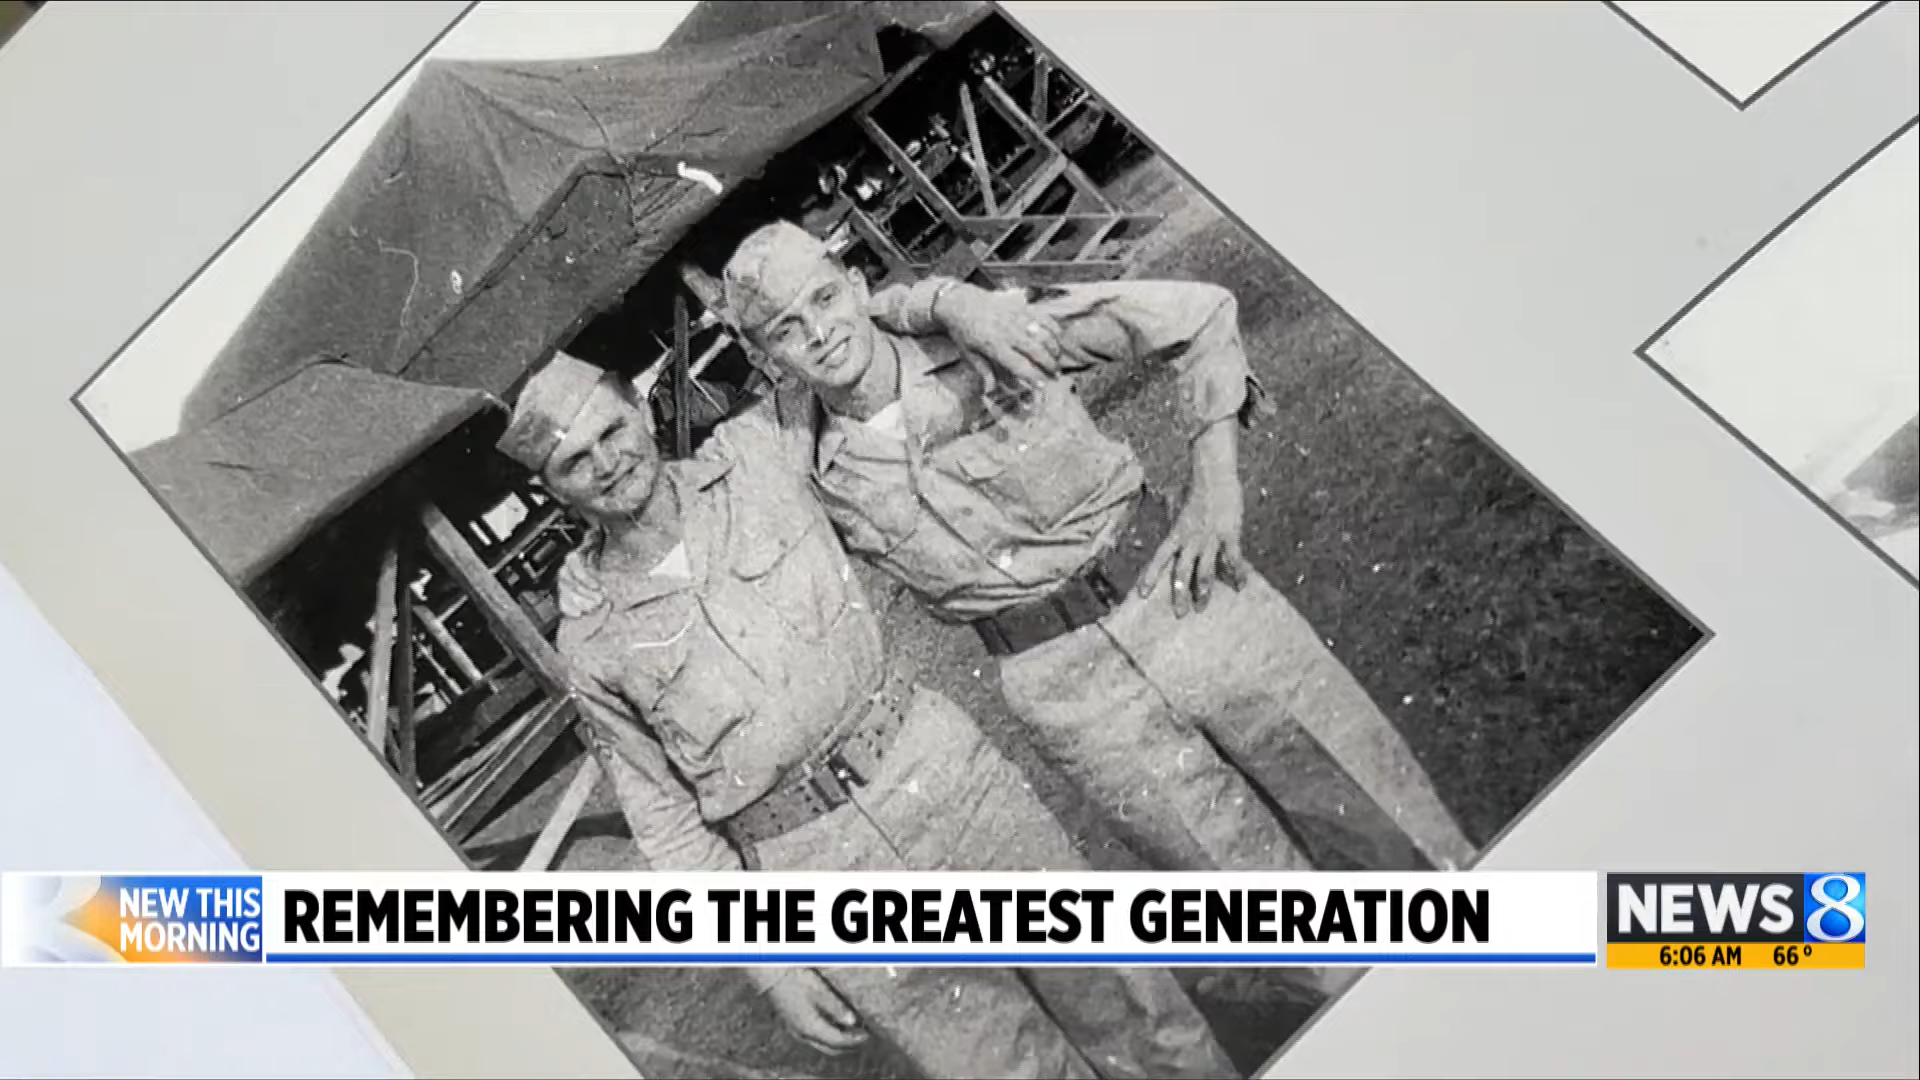 NEW THIS
MORNING
REMEMBERING THE GREATEST GENERATION
NEWS 8
6:06 AM 66°